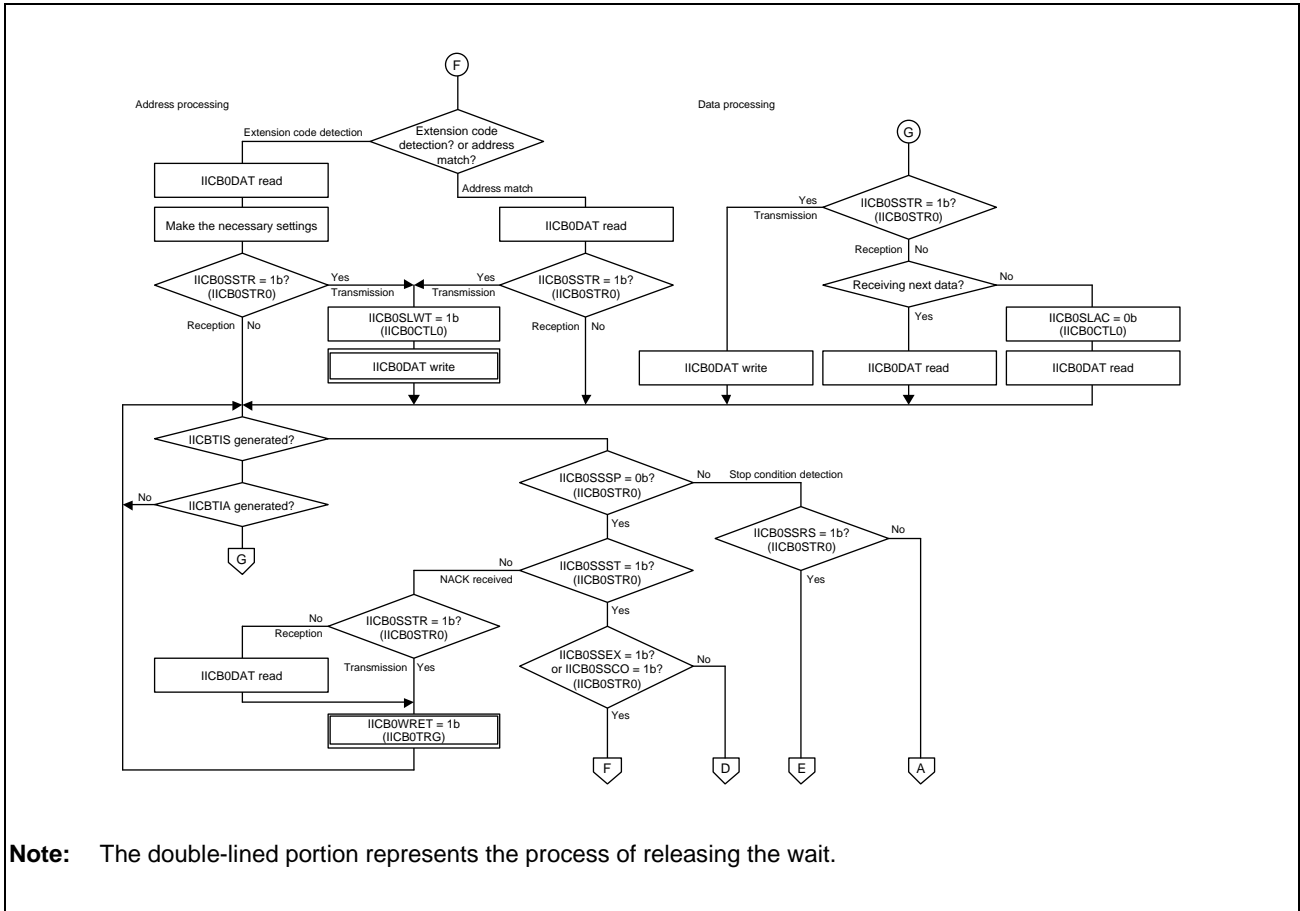 F
Address processing
Data processing
Extension code detection
Extension code
detection? or address
match?
G
IICB0DAT read
Address match
Yes
Transmission
IICB0SSTR = 1b?
(IICB0STR0)
Make the necessary settings
IICB0DAT read
Reception
No
IICB0SSTR = 1b?
(IICB0STR0)
Yes
Transmission
Yes
Transmission
IICB0SSTR = 1b?
(IICB0STR0)
Receiving next data?
No
Reception
No
IICB0SLWT = 1b
(IICB0CTL0)
Reception
No
Yes
IICB0SLAC = 0b
(IICB0CTL0)
IICB0DAT write
IICB0DAT write
IICB0DAT read
IICB0DAT read
IICBTIS generated?
IICB0SSSP = 0b?
(IICB0STR0)
No
Stop condition detection
No
IICBTIA generated?
Yes
IICB0SSRS = 1b?
(IICB0STR0)
No
G
No
NACK received
IICB0SSST = 1b?
(IICB0STR0)
Yes
No
Reception
IICB0SSTR = 1b?
(IICB0STR0)
Yes
IICB0DAT read
Transmission
Yes
IICB0SSEX = 1b?
or IICB0SSCO = 1b?
(IICB0STR0)
No
Yes
IICB0WRET = 1b
(IICB0TRG)
F
D
E
A
Note: The double-lined portion represents the process of releasing the wait.